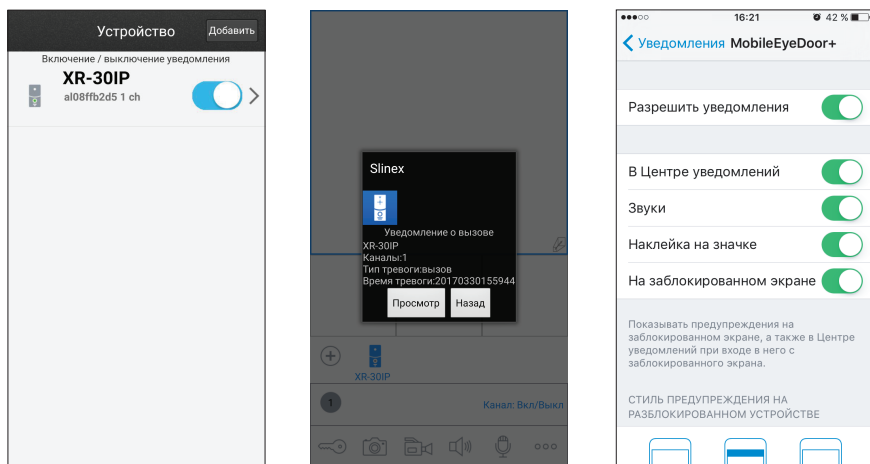 Устройство
Добавить
Включение / выключение уведомления
XR-30IP
al08ffb2d5 1 ch
Slinex
Уведомление о вызове
XR-30IP
Каналы:1
Тип тревоги:вызов
Время тревоги:20170330155944
Просмотр
Назад
XR-30IP
1
Канал: Вкл/Выкл
16:21
42 %
Уведомления MobileEyeDoor+
Разрешить уведомления
В Центре уведомлений
Звуки
Наклейка на значке
На заблокированном экране
Показывать предупреждения на
заблокированном экране, а также в Центре
уведомлений при входе в него с
заблокированного экрана.
СТИЛЬ ПРЕДУПРЕЖДЕНИЯ НА
РАЗБЛОКИРОВАННОМ УСТРОЙСТВЕ